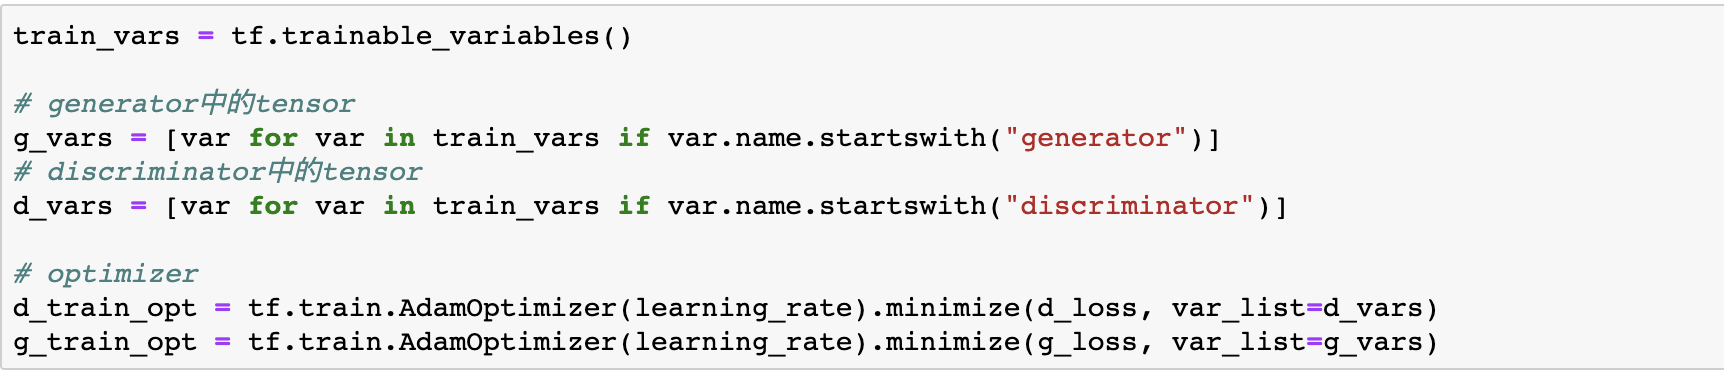 train_vars = tf.trainable_variables()
# generator中的tensor
g_vars = [var for var in train_vars if var.name.startswith("generator")]
# discriminator中的tensor
d_vars = [var for var in train_vars if var.name.startswith("discriminator")]
# optimizer
d_train_opt = tf.train.AdamOptimizer(learning_rate).minimize(d_loss, var_list=d_vars)
g_train_opt = tf.train.AdamOptimizer(learning_rate).minimize(g_loss, var_list=g_vars)